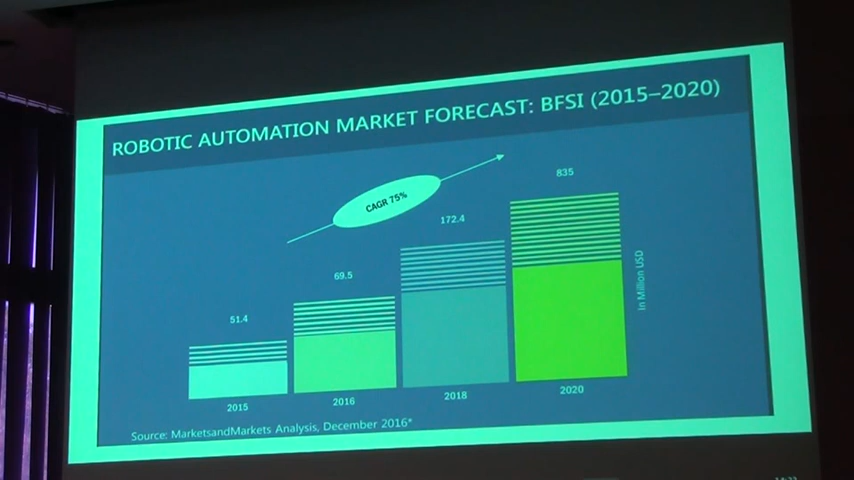 ROBOTIC AUTOMATION MARKET FORECAST: BFSI (2015–2020)
CAGR 75%
51.4
69.5
172.4
835
In Million USD
2015
2016
2018
2020
Source: MarketsandMarkets Analysis, December 2016*